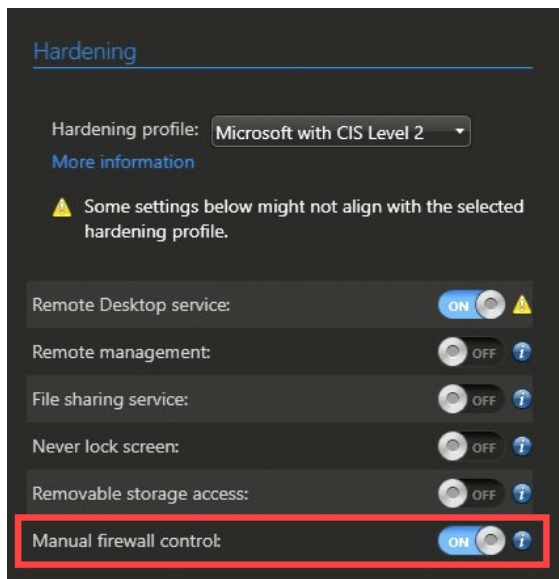 Hardening
Hardening profile: Microsoft with CIS Level 2
More information
Some settings below might not align with the selected
hardening profile.
Remote Desktop service: ON
Remote management: OFF
File sharing service: OFF
Never lock screen: OFF
Removable storage access: OFF
Manual firewall control: ON